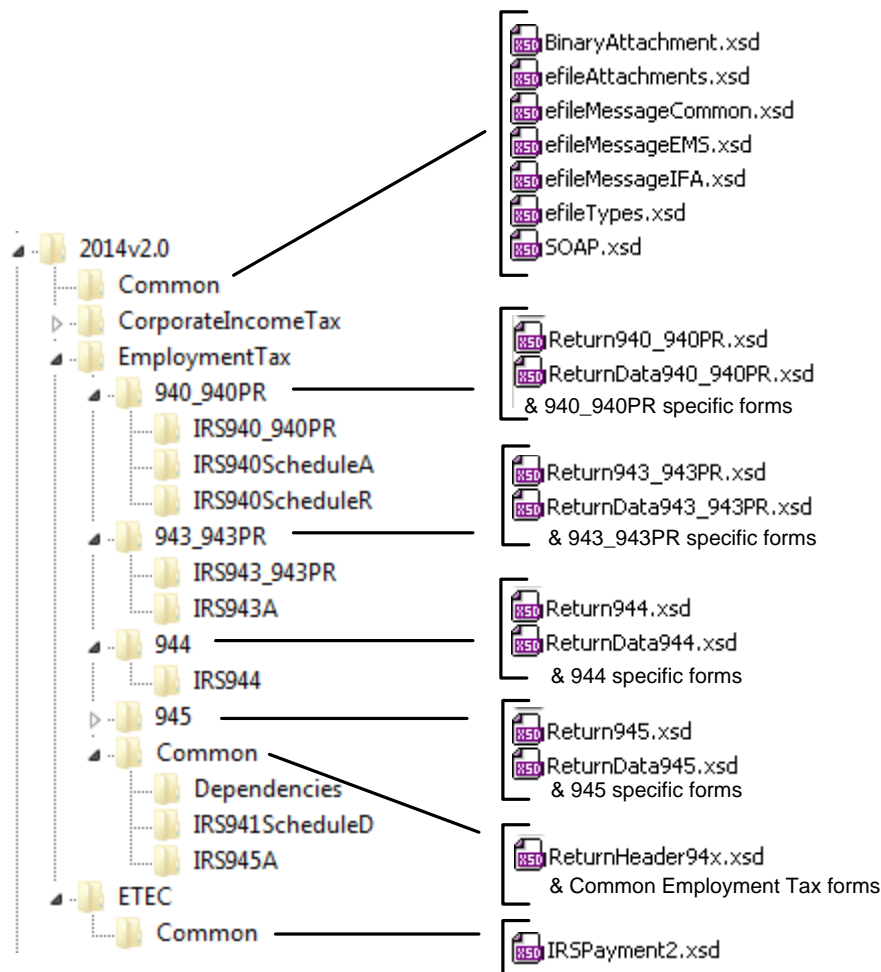 BinaryAttachment.xsd
efileAttachments.xsd
efileMessageCommon.xsd
efileMessageEMS.xsd
efileMessageIFA.xsd
efileTypes.xsd
SOAP.xsd
2014v2.0
Common
CorporateIncomeTax
EmploymentTax
940_940PR
IRS940_940PR
IRS940ScheduleA
IRS940ScheduleR
943_943PR
IRS943_943PR
IRS943A
944
IRS944
945
Common
Dependencies
IRS941ScheduleD
IRS945A
ETEC
Common
Return940_940PR.xsd
ReturnData940_940PR.xsd
& 940_940PR specific forms
Return943_943PR.xsd
ReturnData943_943PR.xsd
& 943_943PR specific forms
Return944.xsd
ReturnData944.xsd
& 944 specific forms
Return945.xsd
ReturnData945.xsd
& 945 specific forms
ReturnHeader94x.xsd
& Common Employment Tax forms
IRSPayment2.xsd